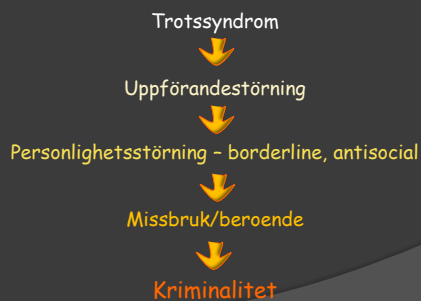 Trotssyndrom
Uppförandestörning
Personlighetsstörning – borderline, antisocial
Missbruk/beroende
Kriminalitet